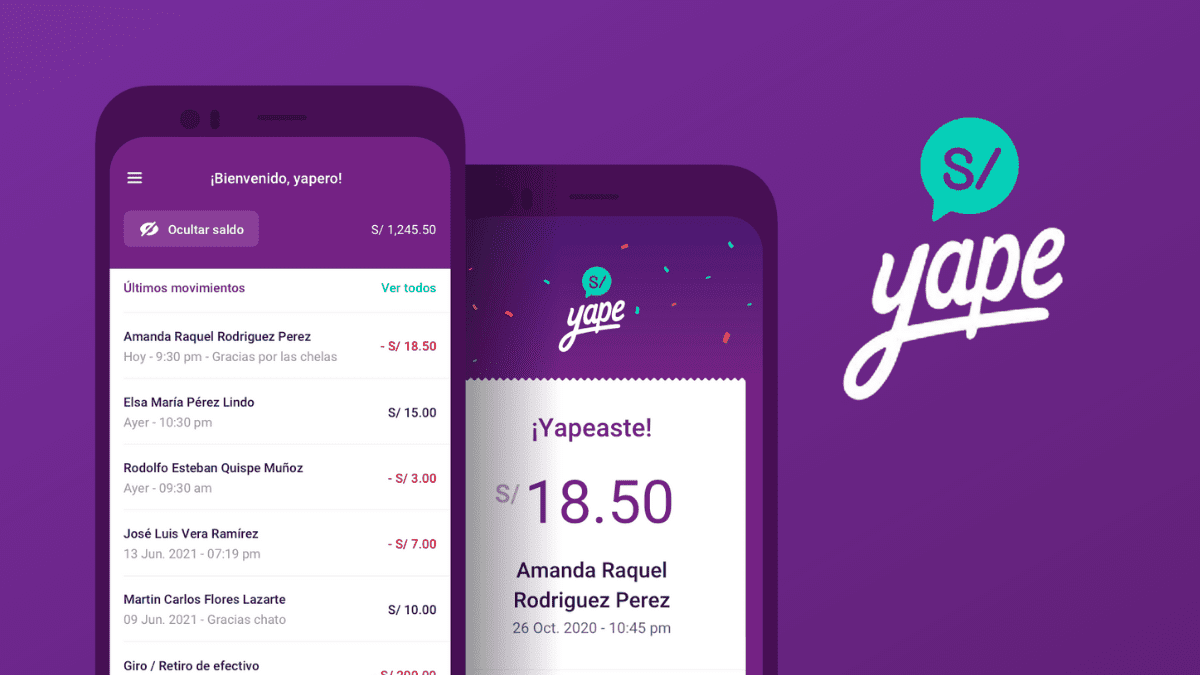 ¡Bienvenido, yapero!
Ocultar saldo
S/ 1,245.50
Últimos movimientos
Ver todos
Amanda Raquel Rodriguez Perez
- S/ 18.50
Hoy - 9:30 pm - Gracias por las chelas
Elsa María Pérez Lindo
S/ 15.00
Ayer - 10:30 pm
Rodolfo Esteban Quispe Muñoz
- S/ 3.00
Ayer - 09:30 am
José Luis Vera Ramírez
- S/ 7.00
13 Jun. 2021 - 07:19 pm
Martin Carlos Flores Lazarte
S/ 10.00
09 Jun. 2021 - Gracias chato
Giro / Retiro de efectivo
S/
yape
¡Yapeaste!
S/ 18.50
Amanda Raquel
Rodriguez Perez
26 Oct. 2020 - 10:45 pm
S/
yape